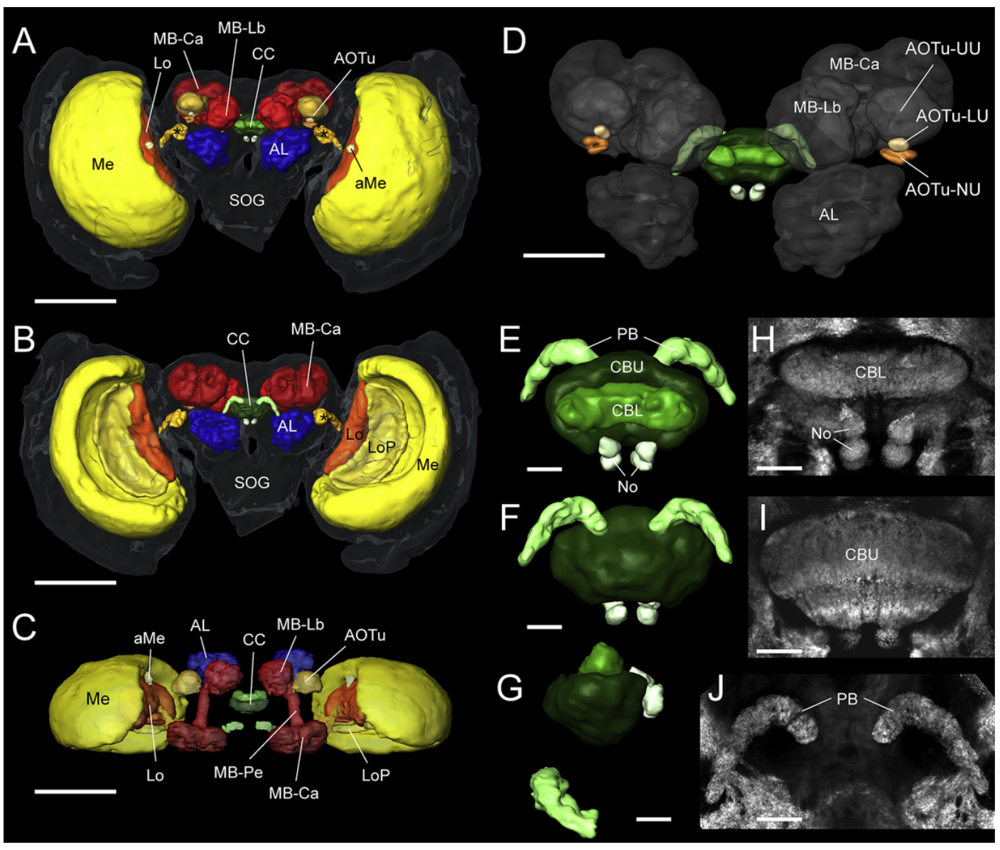 A
MB-Ca
MB-Lb
CC
AOTu
Lo
Me
*
AL
*
aMe
SOG
B
CC
MB-Ca
AL
*
Lo
LoP
Me
SOG
C
aMe
AL
CC
MB-Lb
AOTu
Me
Lo
MB-Pe
MB-Ca
LoP
D
MB-Ca
AOTu-UU
MB-Lb
AOTu-LU
AOTu-NU
AL
E
PB
CBU
CBL
No
F
G
H
CBL
No
I
CBU
J
PB